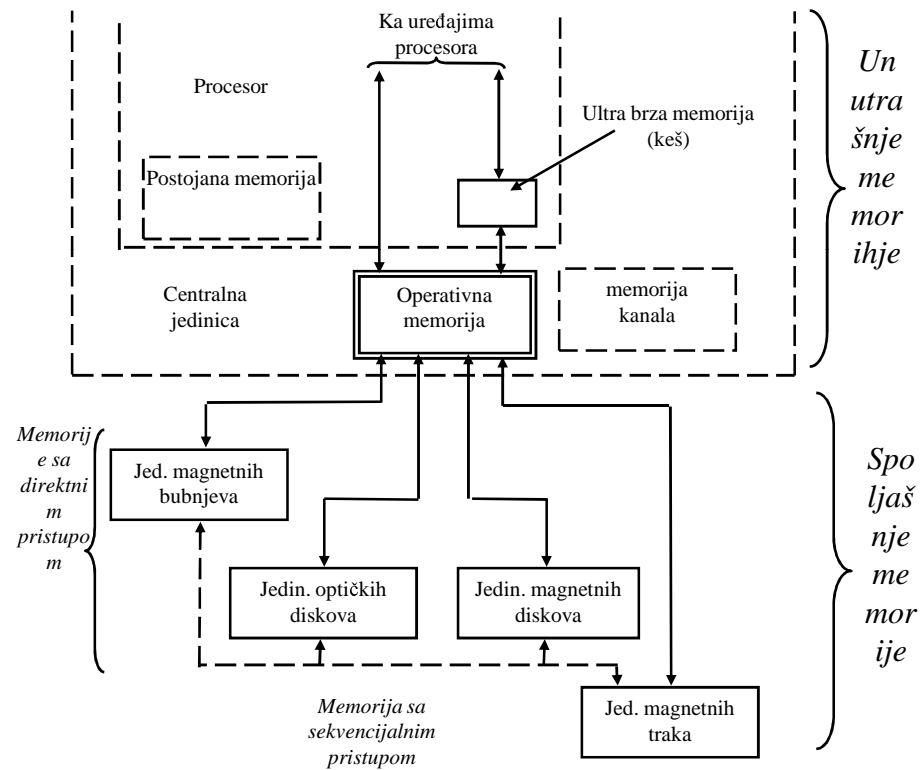 Ka uređajima
procesora
Procesor
Ultra brza memorija
(keš)
Postojana memorija
Un
utra
šnje
me
mor
ihje
Centralna
jedinica
Operativna
memorija
memorija
kanala
Memorij
e sa
direktni
m
pristupo
m
Jed. magnetnih
bubnjeva
Spo
ljaš
nje
me
mor
ije
Jedin. optičkih
diskova
Jedin. magnetnih
diskova
Memorija sa
sekvencijalnim
pristupom
Jed. magnetnih
traka